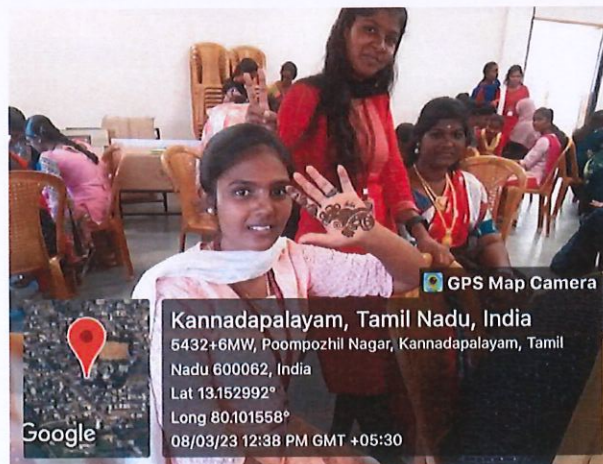 GPS Map Camera
Kannadapalayam, Tamil Nadu, India
5432+6MW, Poompozhil Nagar, Kannadapalayam, Tamil
Nadu 600062, India
Lat 13.152992°
Long 80.101558°
08/03/23 12:38 PM GMT +05:30
Google